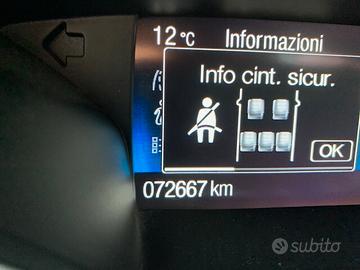 12°C Informazioni
Info cint. sicur.
OK
072667 km
subito